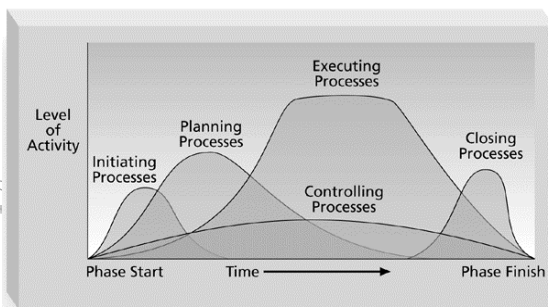 Executing
Processes
Level
of
Activity
Planning
Processes
Closing
Processes
Initiating
Processes
Controlling
Processes
Phase Start
Time
Phase Finish